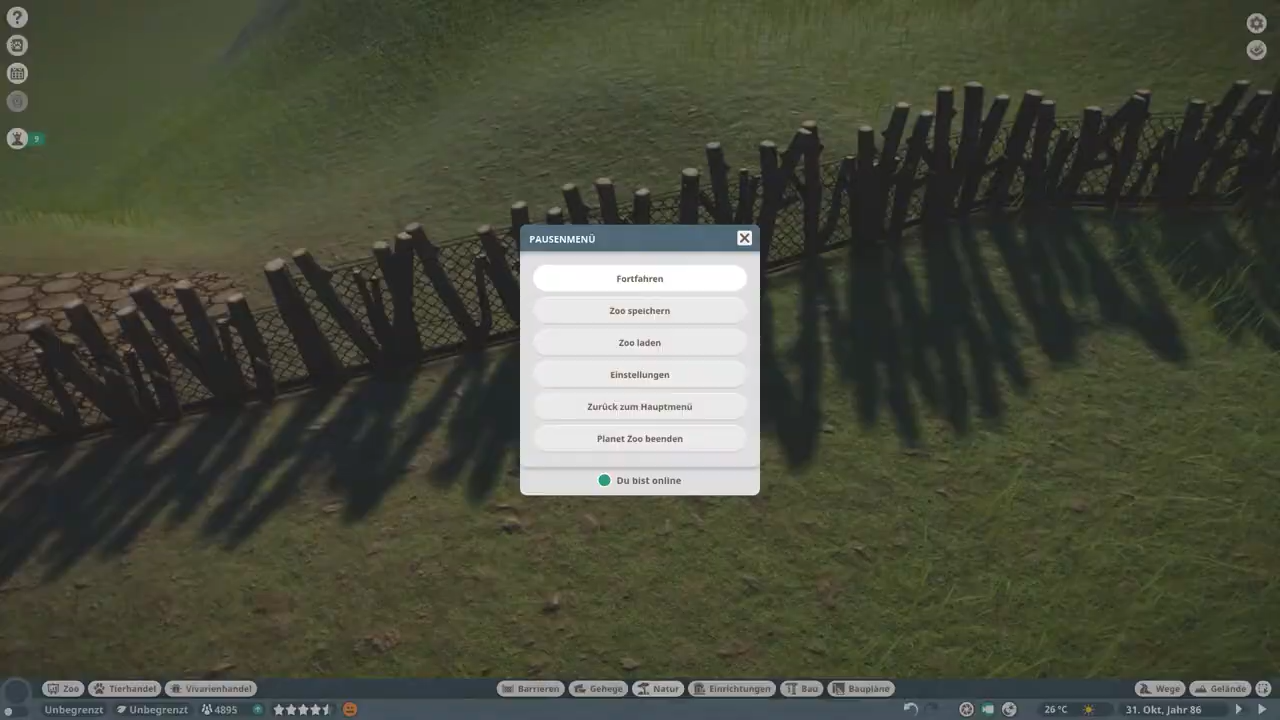 ?
9
PAUSENMENÜ
Fortfahren
Zoo speichern
Zoo laden
Einstellungen
Zurück zum Hauptmenü
Planet Zoo beenden
Du bist online
Zoo
Tierhandel
Vivarienhandel
Barrieren
Gehege
Natur
Einrichtungen
Bau
Baupläne
Wege
Gelände
Unbegrenzt
Unbegrenzt
4895
26 °C
31. Okt, Jahr 86